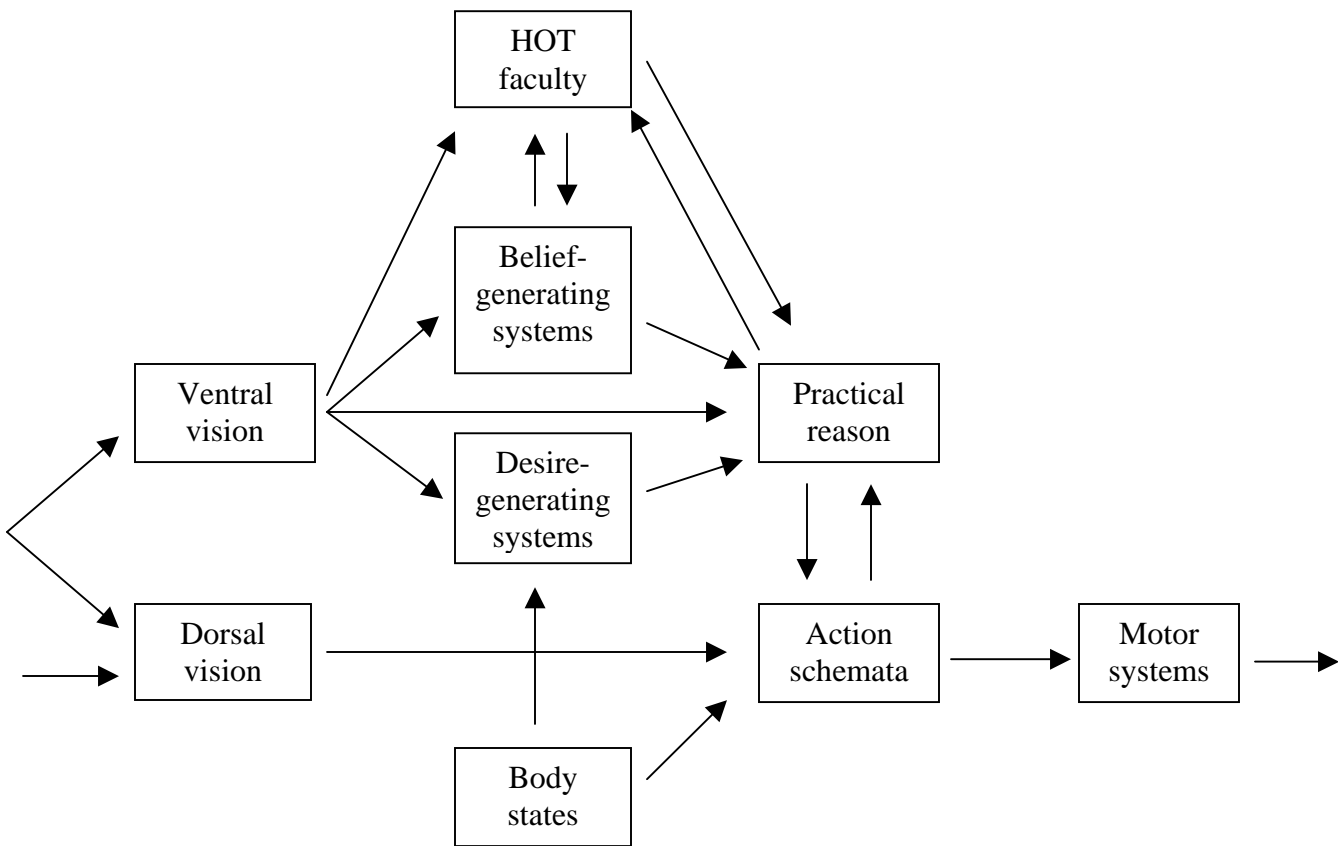 HOT
faculty
Belief-
generating
systems
Ventral
vision
Practical
reason
Desire-
generating
systems
Dorsal
vision
Action
schemata
Motor
systems
Body
states